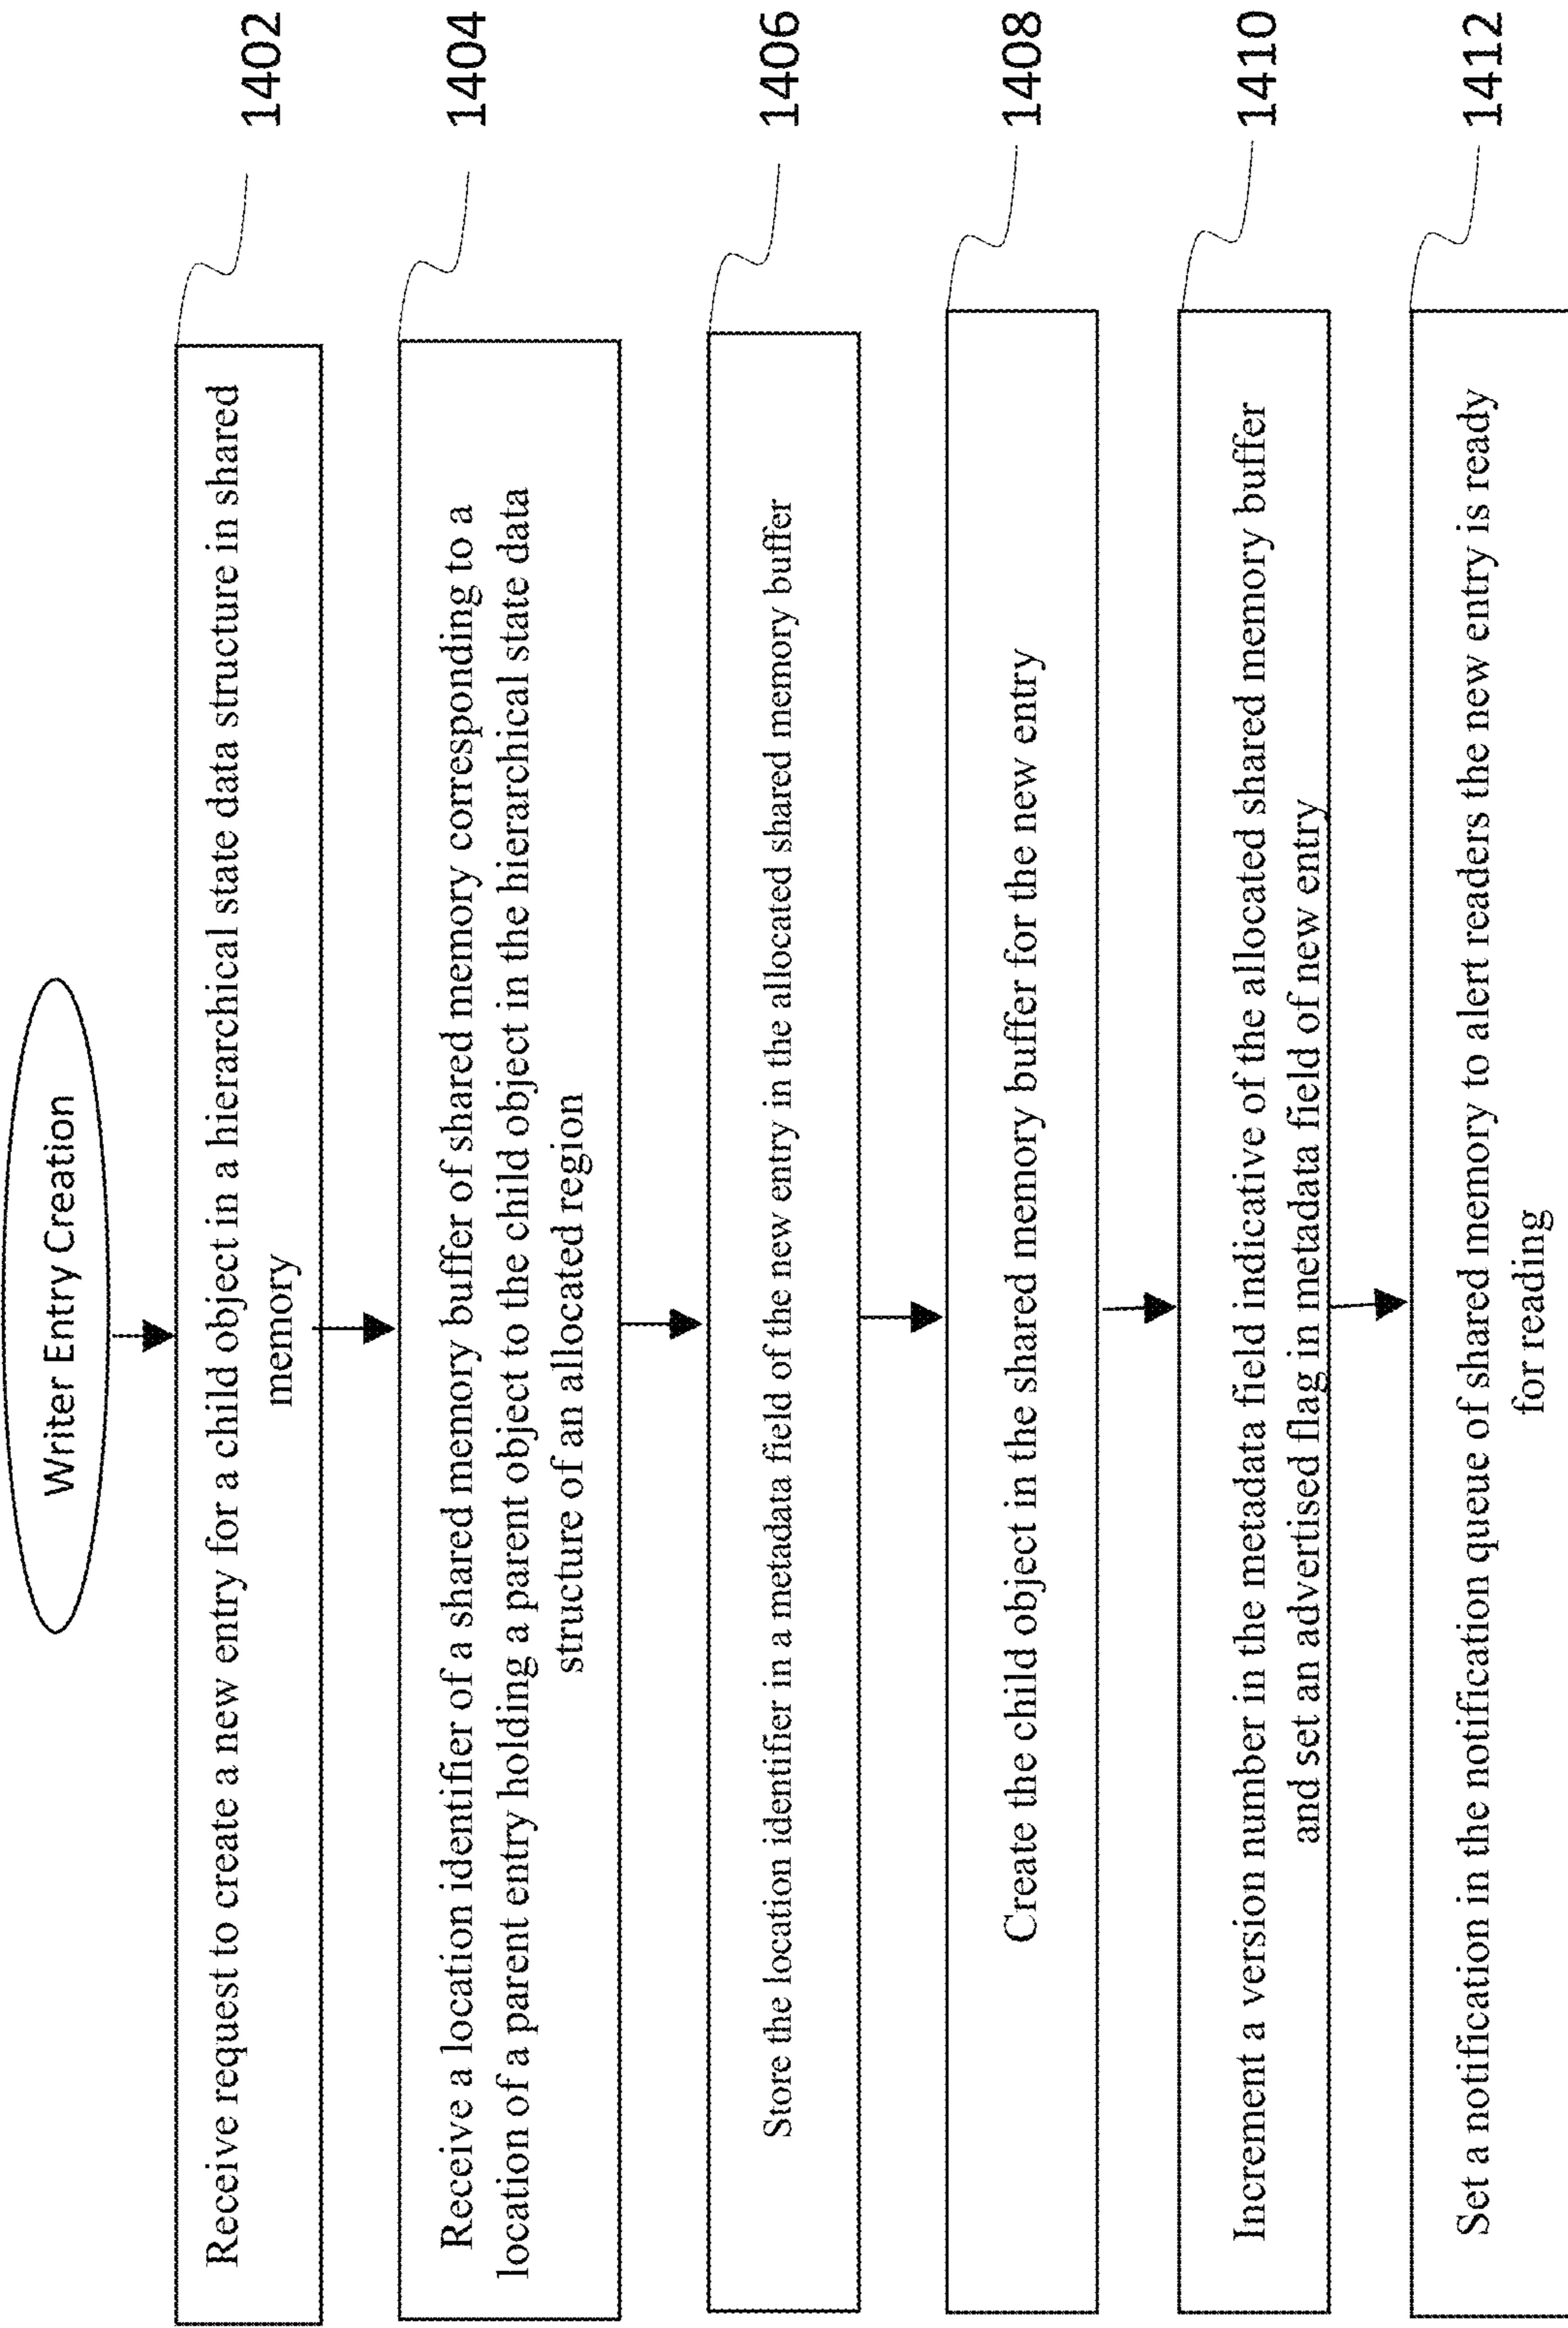 Writer Entry Creation
Receive request to create a new entry for a child object in a hierarchical state data structure in shared
memory
1402
Receive a location identifier of a shared memory buffer of shared memory corresponding to a
location of a parent entry holding a parent object to the child object in the hierarchical state data
structure of an allocated region
1404
Store the location identifier in a metadata field of the new entry in the allocated shared memory buffer
1406
Create the child object in the shared memory buffer for the new entry
1408
Increment a version number in the metadata field indicative of the allocated shared memory buffer
and set an advertised flag in metadata field of new entry
1410
Set a notification in the notification queue of shared memory to alert readers the new entry is ready
for reading
1412